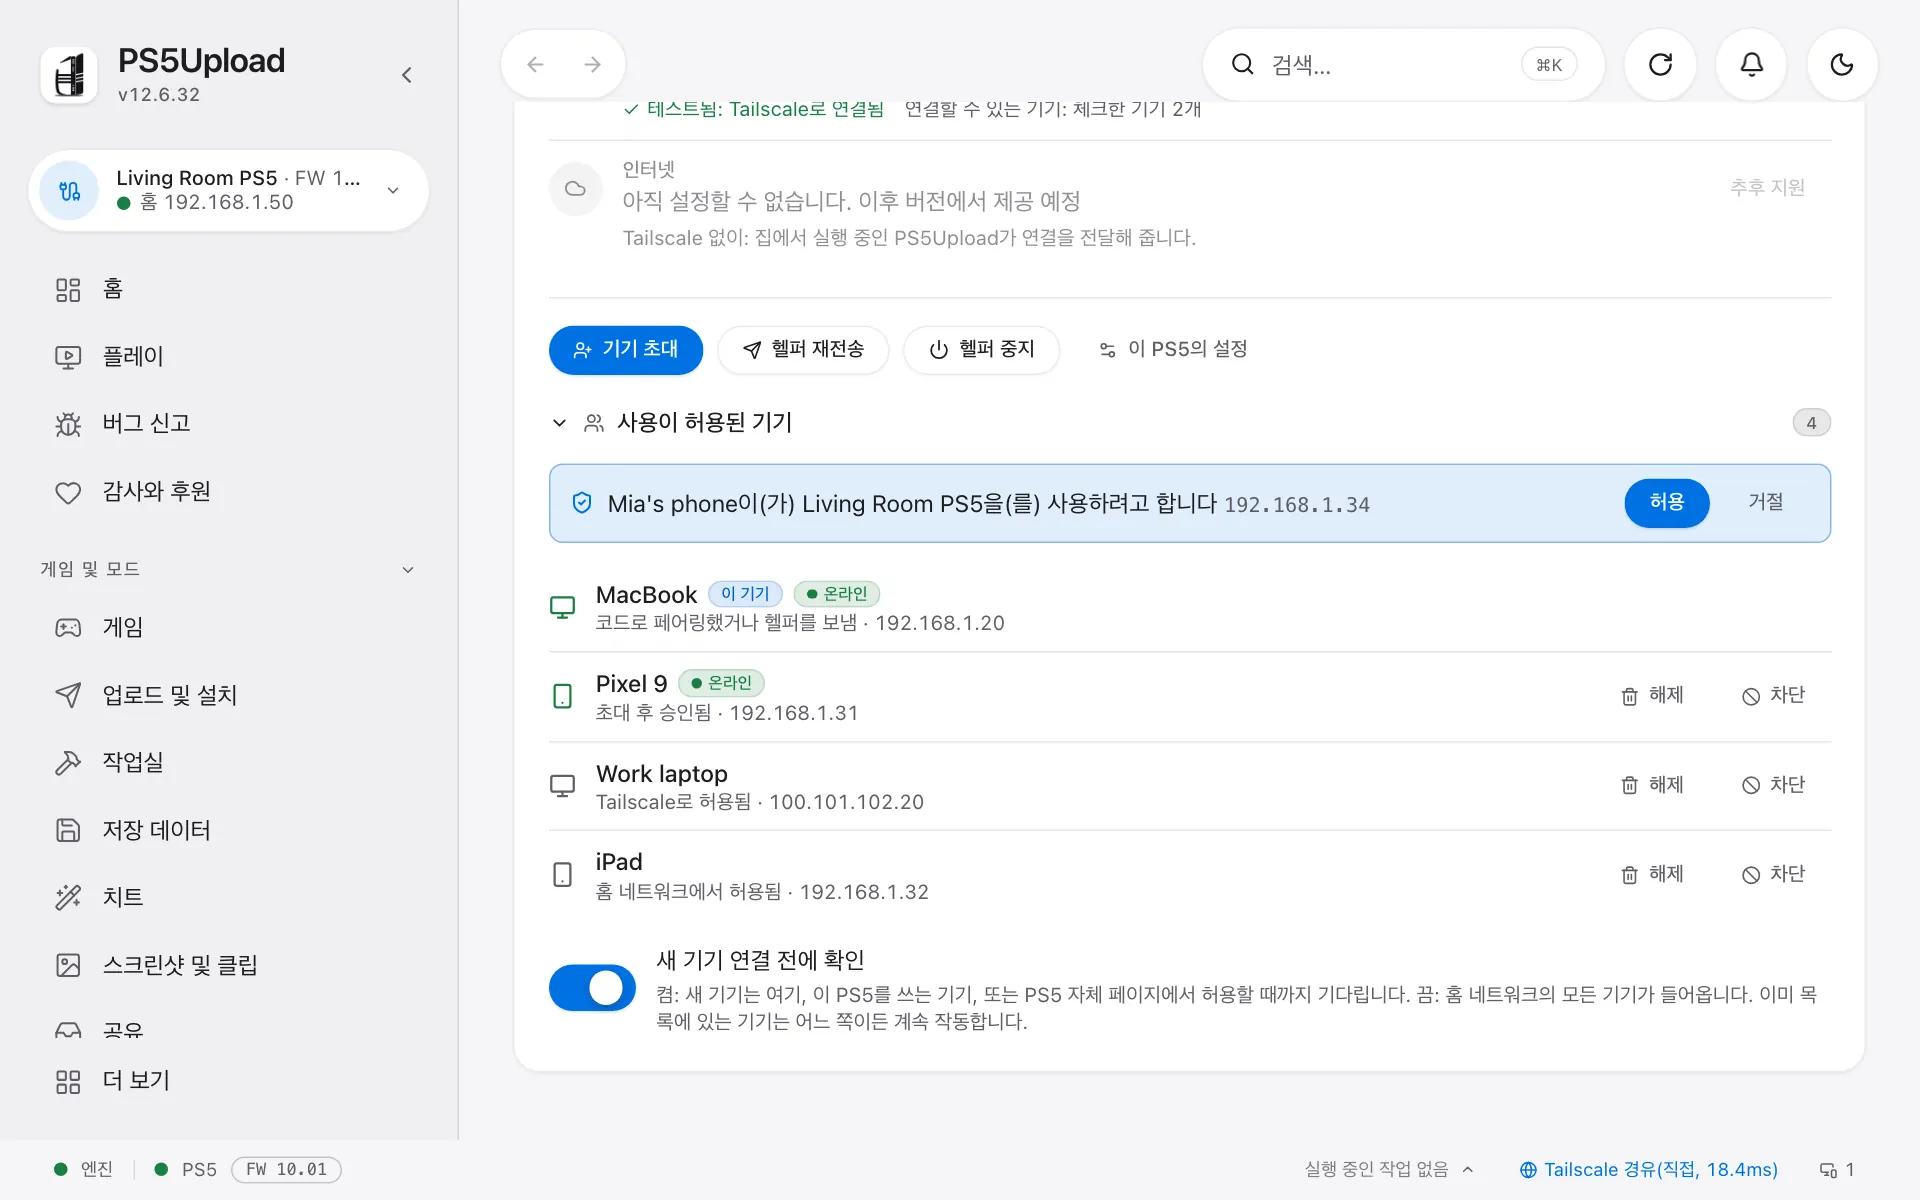 PS5Upload
v12.6.32
Living Room PS5 · FW 1...
홈 192.168.1.50
홈
플레이
버그 신고
감사와 후원
게임 및 모드
게임
업로드 및 설치
작업실
저장 데이터
치트
스크린샷 및 클립
공유
더 보기
검색...
⌘K
테스트됨: Tailscale로 연결됨 연결할 수 있는 기기: 체크한 기기 2개
인터넷
아직 설정할 수 없습니다. 이후 버전에서 제공 예정
Tailscale 없이: 집에서 실행 중인 PS5Upload가 연결을 전달해 줍니다.
추후 지원
기기 초대
헬퍼 재전송
헬퍼 중지
이 PS5의 설정
사용이 허용된 기기
4
Mia's phone이(가) Living Room PS5을(를) 사용하려고 합니다 192.168.1.34
허용
거절
MacBook 이 기기 온라인
코드로 페어링했거나 헬퍼를 보냄 · 192.168.1.20
Pixel 9 온라인
초대 후 승인됨 · 192.168.1.31
해제 차단
Work laptop
Tailscale로 허용됨 · 100.101.102.20
해제 차단
iPad
홈 네트워크에서 허용됨 · 192.168.1.32
해제 차단
새 기기 연결 전에 확인
켬: 새 기기는 여기, 이 PS5를 쓰는 기기, 또는 PS5 자체 페이지에서 허용할 때까지 기다립니다. 끔: 홈 네트워크의 모든 기기가 들어옵니다. 이미 목
록에 있는 기기는 어느 쪽이든 계속 작동합니다.
엔진
PS5
FW 10.01
실행 중인 작업 없음
Tailscale 경유(직접, 18.4ms)
1